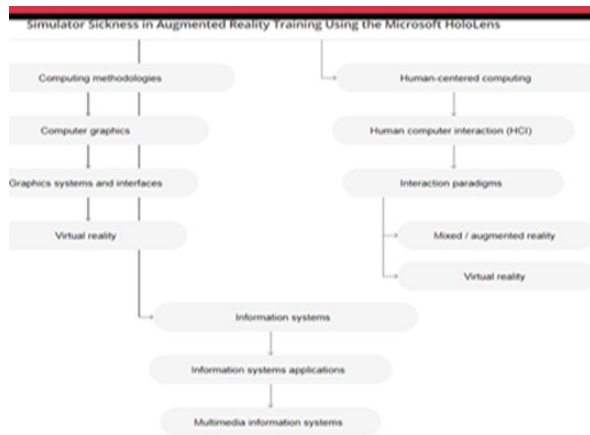 Simulator Sickness in Augmented Reality Training Using the Microsoft HoloLens
Computing methodologies
Human-centered computing
Computer graphics
Human computer interaction (HCI)
Graphics systems and interfaces
Interaction paradigms
Virtual reality
Mixed / augmented reality
Virtual reality
Information systems
Information systems applications
Multimedia information systems